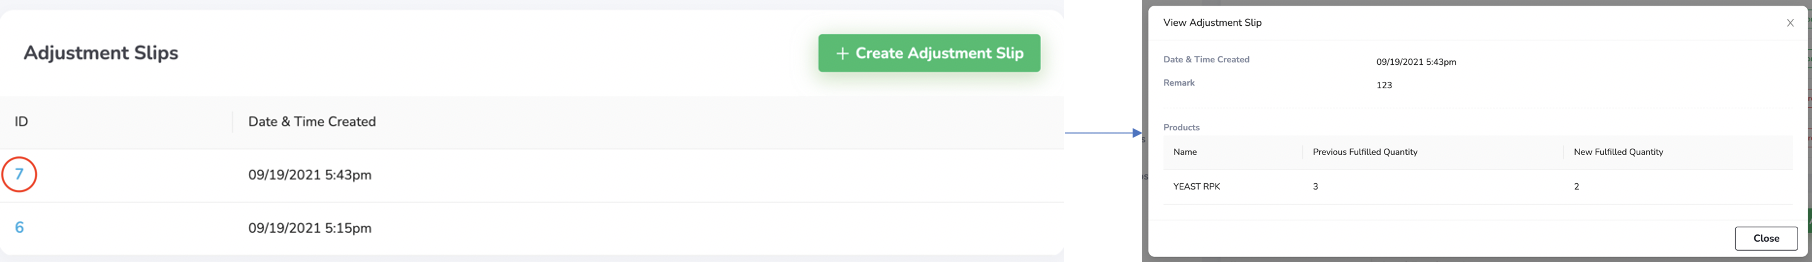 Adjustment Slips
+ Create Adjustment Slip
ID Date & Time Created
7 09/19/2021 5:43pm
6 09/19/2021 5:15pm
View Adjustment Slip X
Date & Time Created 09/19/2021 5:43pm
Remark 123
Products
Name Previous Fulfilled Quantity New Fulfilled Quantity
YEAST RPK 3 2
Close